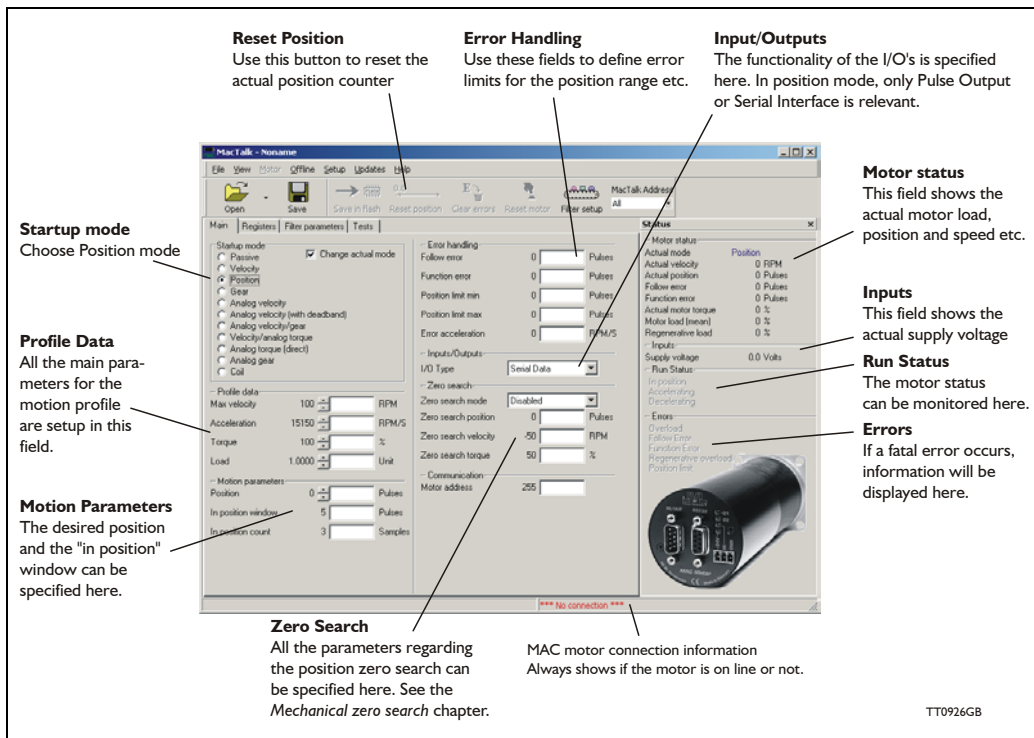 Reset Position
Use this button to reset the
actual position counter
Error Handling
Use these fields to define error
limits for the position range etc.
Input/Outputs
The functionality of the I/O's is specified
here. In position mode, only Pulse Output
or Serial Interface is relevant.
Startup mode
Choose Position mode
Profile Data
All the main para-
meters for the
motion profile
are setup in this
field.
Motion Parameters
The desired position
and the "in position"
window can be
specified here.
MacTalk - Noname
File View Motor Offline Setup Updates Help
Open Save Save in flash Reset position Clear errors Reset motor Filter setup
MacTalk Address
All
Main Registers Filter parameters Tests
Startup mode
Change actual mode
Passive
Velocity
Position
Gear
Analog velocity
Analog velocity (with deadband)
Analog velocity/gear
Velocity/analog torque
Analog torque (direct)
Analog gear
Coil
Profile data
Max velocity 100 RPM
Acceleration 15150 RPM/S
Torque 100 %
Load 1.0000 Unit
Motion parameters
Position 0 Pulses
In position window 5 Pulses
In position count 3 Samples
Error handling
Follow error 0 Pulses
Function error 0 Pulses
Position limit min 0 Pulses
Position limit max 0 Pulses
Error acceleration 0 RPM/S
Inputs/Outputs
I/O Type Serial Data
Zero search
Zero search mode Disabled
Zero search position 0 Pulses
Zero search velocity -50 RPM
Zero search torque 50 %
Communication
Motor address 255
Status
Motor status
Actual mode Position
Actual velocity 0 RPM
Actual position 0 Pulses
Follow error 0 Pulses
Function error 0 Pulses
Actual motor torque 0 %
Motor load (mean) 0 %
Regenerative load 0 %
Inputs
Supply voltage 0.0 Volts
Run Status
In position
Accelerating
Decelerating
Errors
Overload
Follow Error
Function Error
Regenerative overload
Position limit
*** No connection ***
Motor status
This field shows the
actual motor load,
position and speed etc.
Inputs
This field shows the
actual supply voltage
Run Status
The motor status
can be monitored here.
Errors
If a fatal error occurs,
information will be
displayed here.
Zero Search
All the parameters regarding
the position zero search can
be specified here. See the
Mechanical zero search chapter.
MAC motor connection information
Always shows if the motor is on line or not.
TT0926GB